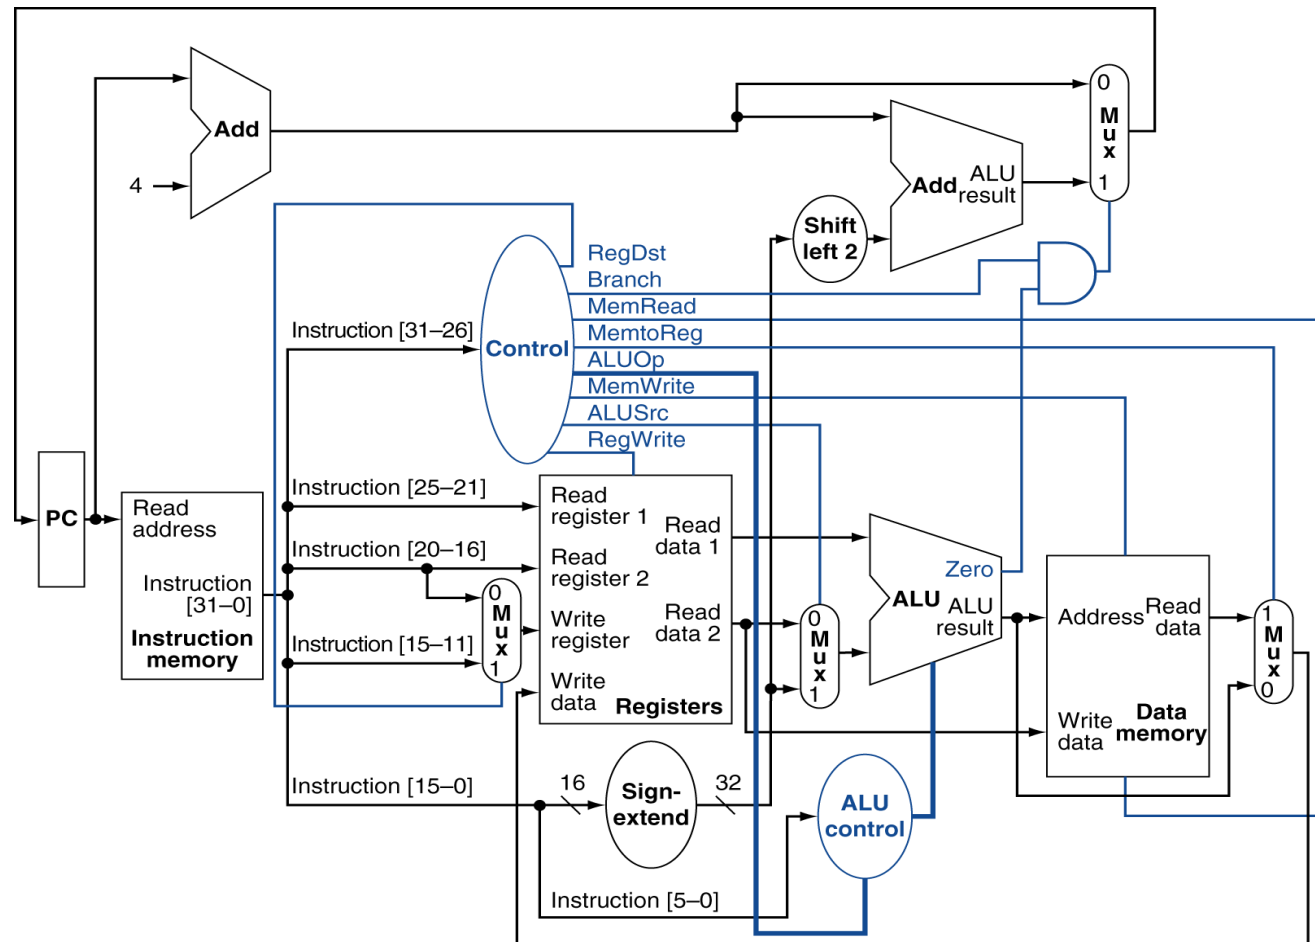 0
M
u
x
1
Add
4
Add
ALU
result
Shift
left 2
RegDst
Branch
MemRead
MemtoReg
ALUOp
MemWrite
ALUSrc
RegWrite
Instruction [31–26]
Control
PC
Read
address
Instruction
[31–0]
Instruction
memory
Instruction [25–21]
Instruction [20–16]
Instruction [15–11]
0
M
u
x
1
Read
register 1
Read
register 2
Write
register
Write
data
Read
data 1
Read
data 2
Registers
0
M
u
x
1
Zero
ALU
ALU
result
Address
Read
data
Write
data
Data
memory
1
M
u
x
0
Instruction [15–0]
16
Sign-
extend
32
ALU
control
Instruction [5–0]